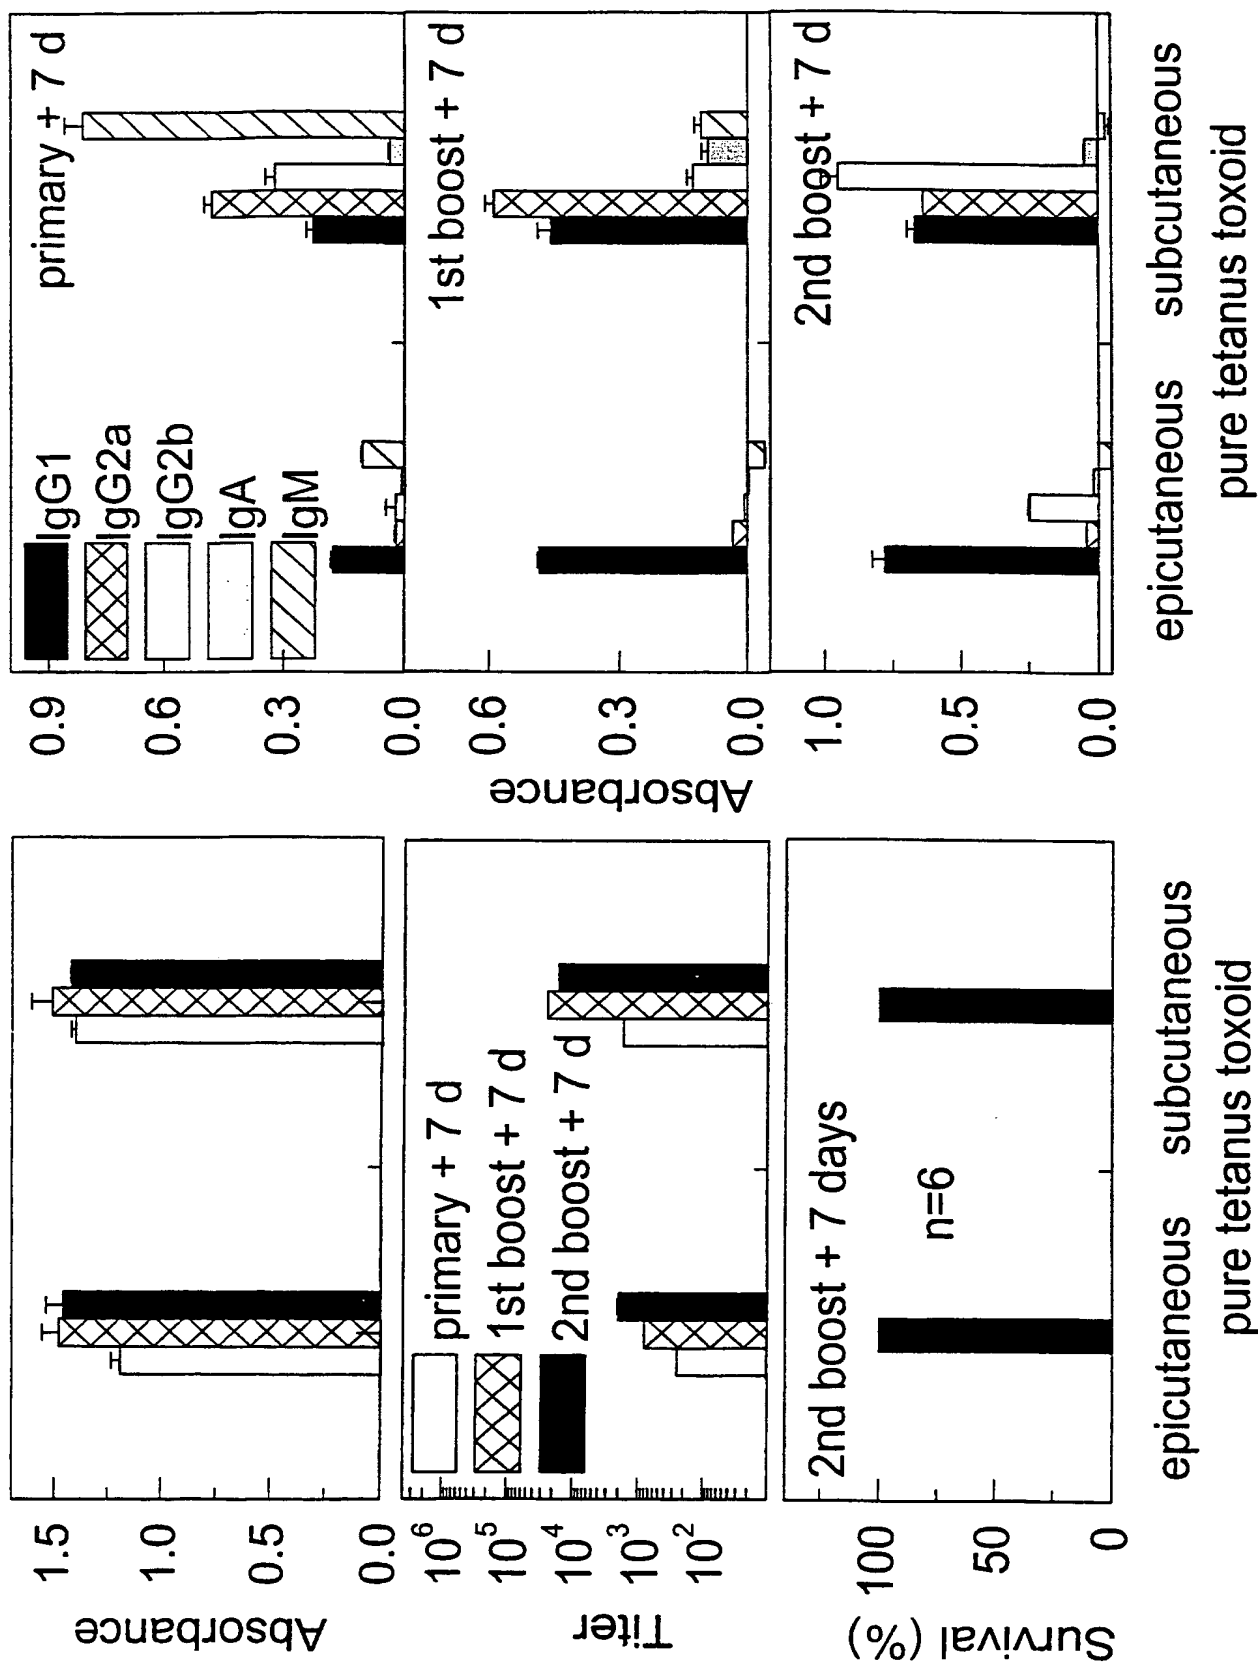 Absorbance
1.5
1.0
0.5
0.0
Titer
10^6
10^5
10^4
10^3
10^2
primary + 7 d
1st boost + 7 d
2nd boost + 7 d
Survival (%)
100
50
0
2nd boost + 7 days
n=6
epicutaneous subcutaneous
pure tetanus toxoid
Absorbance
0.9
0.6
0.3
0.0
IgG1
IgG2a
IgG2b
IgA
IgM
primary + 7 d
0.6
0.3
0.0
1st boost + 7 d
1.0
0.5
0.0
2nd boost + 7 d
epicutaneous subcutaneous
pure tetanus toxoid